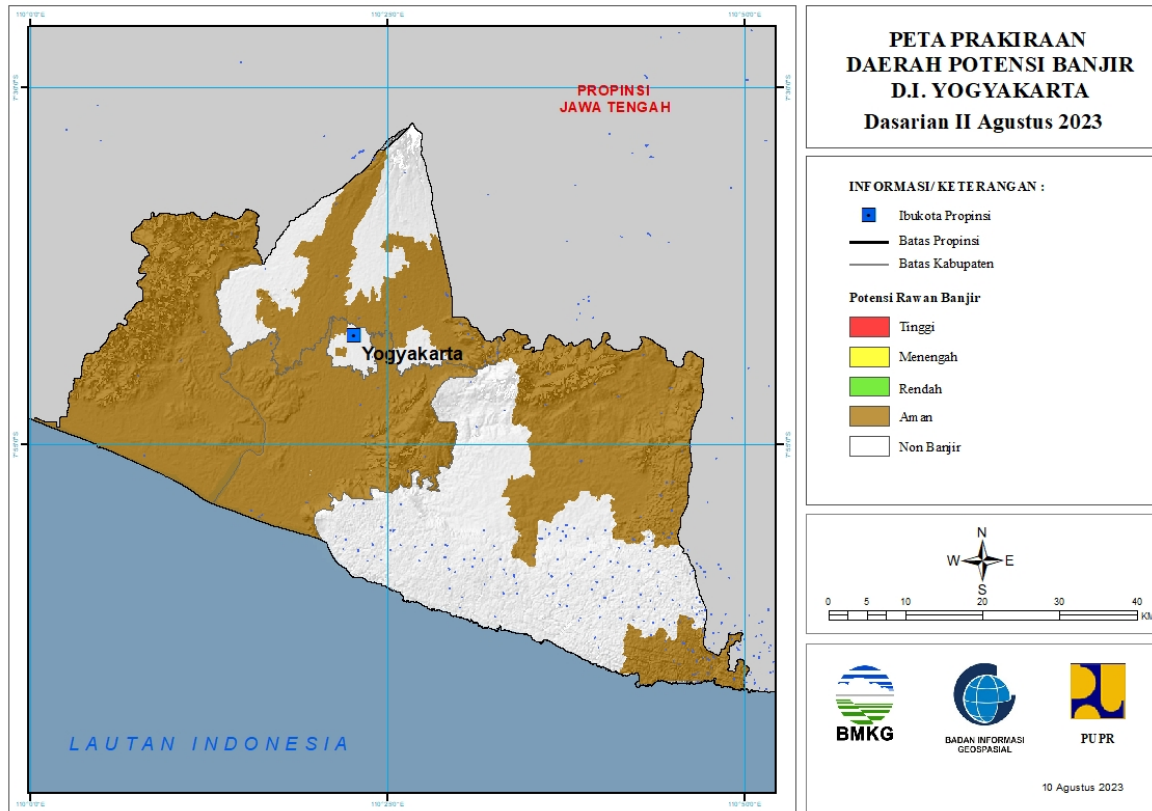 PROPINSI
JAWA TENGAH
Yogyakarta
LAUTAN INDONESIA
PETA PRAKIRAAN
DAERAH POTENSI BANJIR
D.I. YOGYAKARTA
Dasarian II Agustus 2023
INFORMASI/ KETERANGAN :
Ibukota Propinsi
Batas Propinsi
Batas Kabupaten
Potensi Rawan Banjir
Tinggi
Menengah
Rendah
Aman
Non Banjir
N
W E
S
0 5 10 20 30 40
KM
BMKG
BADAN INFORMASI
GEOSPASIAL
PUPR
10 Agustus 2023